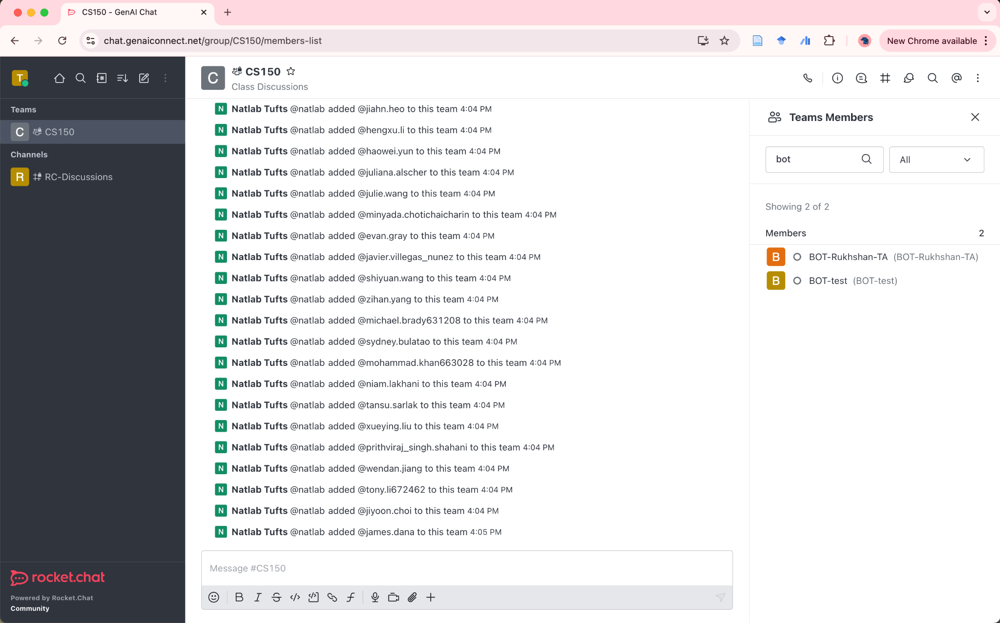 CS150 - GenAI Chat
chat.genaiconnect.net/group/CS150/members-list
New Chrome available
T
Teams
C CS150
Channels
R RC-Discussions
rocket.chat
Powered by Rocket.Chat
Community
C
CS150
Class Discussions
N Natlab Tufts @natlab added @jiahn.heo to this team 4:04 PM
N Natlab Tufts @natlab added @hengxu.li to this team 4:04 PM
N Natlab Tufts @natlab added @haowei.yun to this team 4:04 PM
N Natlab Tufts @natlab added @juliana.alscher to this team 4:04 PM
N Natlab Tufts @natlab added @julie.wang to this team 4:04 PM
N Natlab Tufts @natlab added @minyada.chotichaicharin to this team 4:04 PM
N Natlab Tufts @natlab added @evan.gray to this team 4:04 PM
N Natlab Tufts @natlab added @javier.villegas_nunez to this team 4:04 PM
N Natlab Tufts @natlab added @shiyuan.wang to this team 4:04 PM
N Natlab Tufts @natlab added @zihan.yang to this team 4:04 PM
N Natlab Tufts @natlab added @michael.brady631208 to this team 4:04 PM
N Natlab Tufts @natlab added @sydney.bulatao to this team 4:04 PM
N Natlab Tufts @natlab added @mohammad.khan663028 to this team 4:04 PM
N Natlab Tufts @natlab added @niam.lakhani to this team 4:04 PM
N Natlab Tufts @natlab added @tansu.sarlak to this team 4:04 PM
N Natlab Tufts @natlab added @xueying.liu to this team 4:04 PM
N Natlab Tufts @natlab added @prithviraj_singh.shahani to this team 4:04 PM
N Natlab Tufts @natlab added @wendan.jiang to this team 4:04 PM
N Natlab Tufts @natlab added @tony.li672462 to this team 4:04 PM
N Natlab Tufts @natlab added @jiyoon.choi to this team 4:04 PM
N Natlab Tufts @natlab added @james.dana to this team 4:05 PM
Message #CS150
Teams Members
bot
All
Showing 2 of 2
Members 2
B BOT-Rukhshan-TA (BOT-Rukhshan-TA)
B BOT-test (BOT-test)